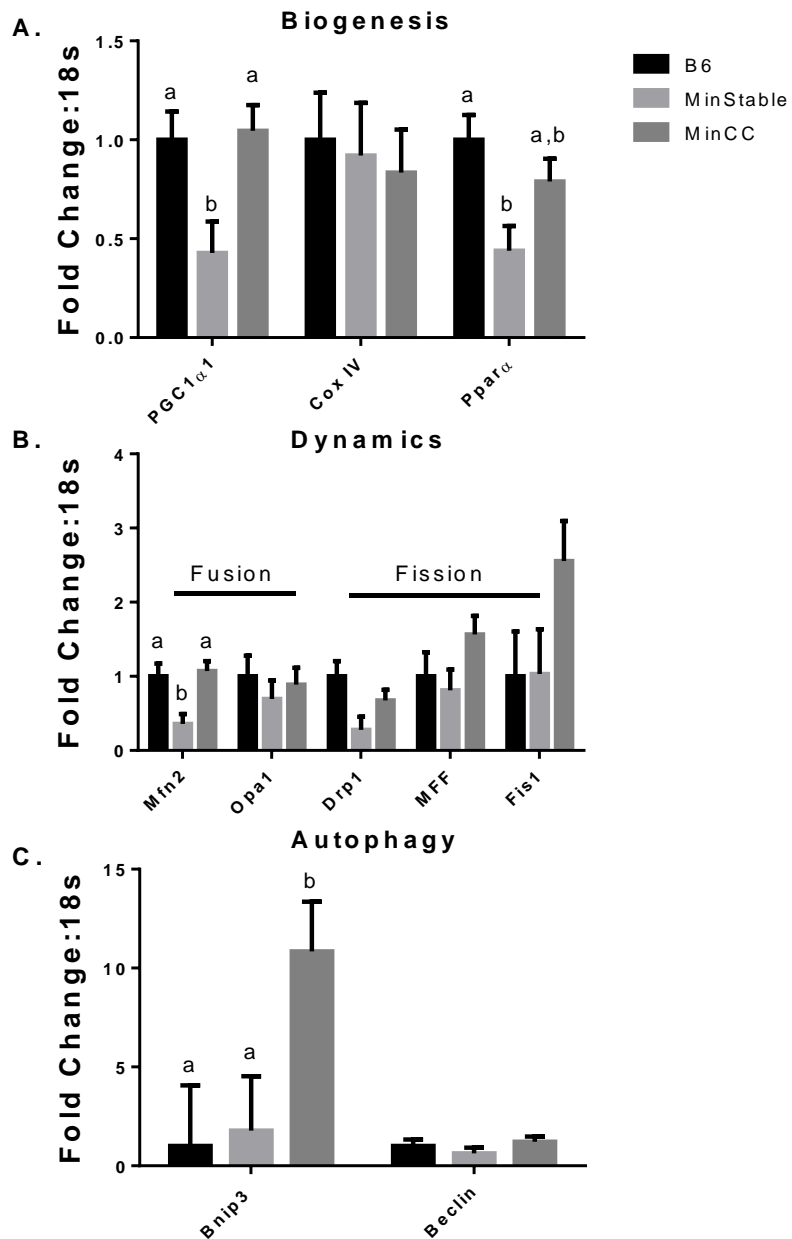 A.
Biogenesis
Fold Change:18s
1.5
1.0
0.5
0.0
a
b
a
a
b
a,b
PGC1α1
Cox IV
Pparα
B6
MinStable
MinCC
B.
Dynamics
Fold Change:18s
4
3
2
1
0
Fusion
Fission
a
b
a
Mfn2
Opa1
Drp1
MFF
Fis1
C.
Autophagy
Fold Change:18s
15
10
5
0
a
a
b
Bnip3
Beclin